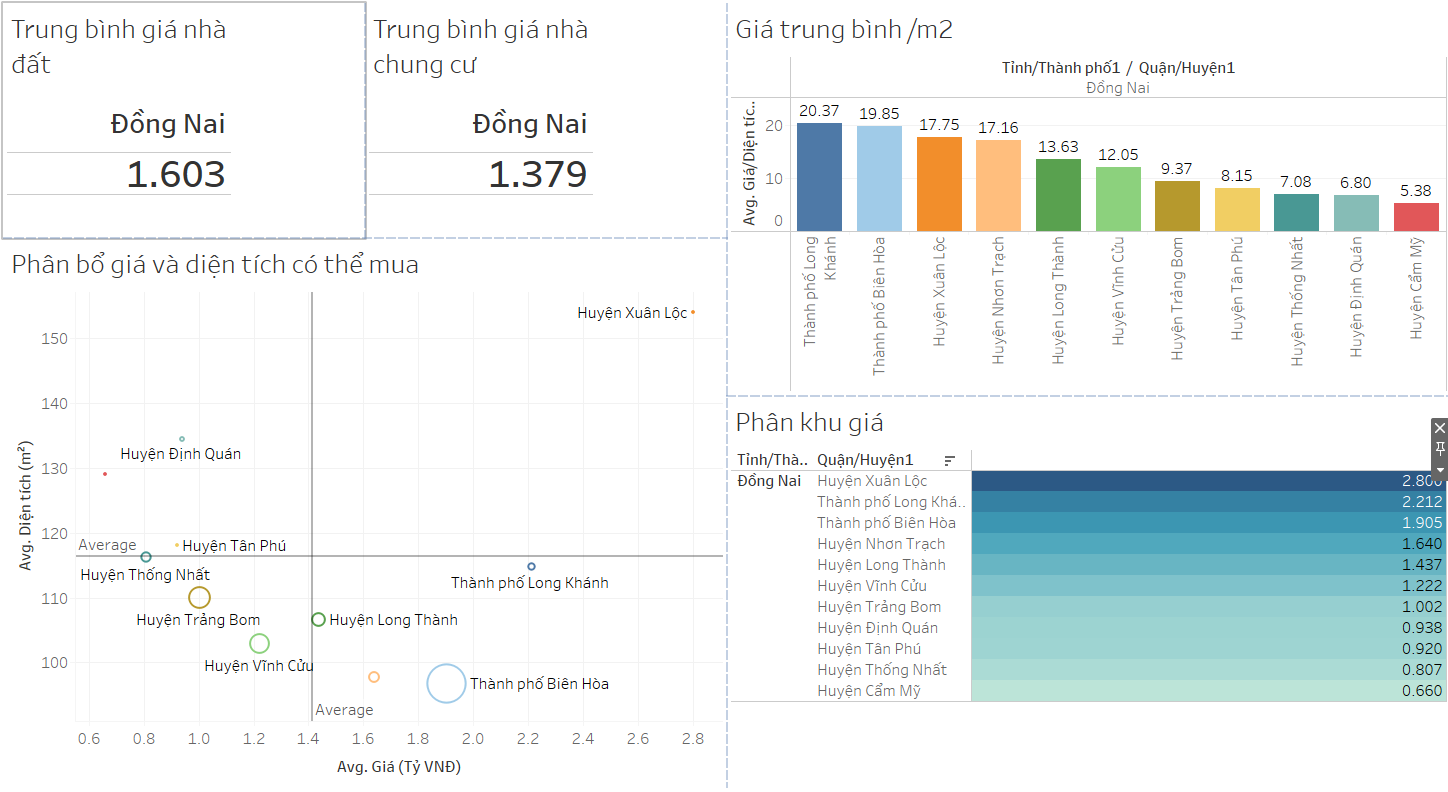 Trung bình giá nhà
đất
Đồng Nai
1.603
Trung bình giá nhà
chung cư
Đồng Nai
1.379
Giá trung bình /m2
Tỉnh/Thành phố1 / Quận/Huyện1
Đồng Nai
Avg. Giá/Diện tíc..
20
10
0
20.37
19.85
17.75
17.16
13.63
12.05
9.37
8.15
7.08
6.80
5.38
Thành phố Long
Khánh
Thành phố Biên Hòa
Huyện Xuân Lộc
Huyện Nhơn Trạch
Huyện Long Thành
Huyện Vĩnh Cửu
Huyện Trảng Bom
Huyện Tân Phú
Huyện Thống Nhất
Huyện Định Quán
Huyện Cẩm Mỹ
Phân bổ giá và diện tích có thể mua
Avg. Diện tích (m²)
150
140
130
120
110
100
Huyện Xuân Lộc
Huyện Định Quán
Average
Huyện Tân Phú
Huyện Thống Nhất
Thành phố Long Khánh
Huyện Trảng Bom
Huyện Long Thành
Huyện Vĩnh Cửu
Thành phố Biên Hòa
Average
0.6 0.8 1.0 1.2 1.4 1.6 1.8 2.0 2.2 2.4 2.6 2.8
Avg. Giá (Tỷ VNĐ)
Phân khu giá
Tỉnh/Thà.. Quận/Huyện1
Đồng Nai Huyện Xuân Lộc 2.800
Thành phố Long Khá.. 2.212
Thành phố Biên Hòa 1.905
Huyện Nhơn Trạch 1.640
Huyện Long Thành 1.437
Huyện Vĩnh Cửu 1.222
Huyện Trảng Bom 1.002
Huyện Định Quán 0.938
Huyện Tân Phú 0.920
Huyện Thống Nhất 0.807
Huyện Cẩm Mỹ 0.660